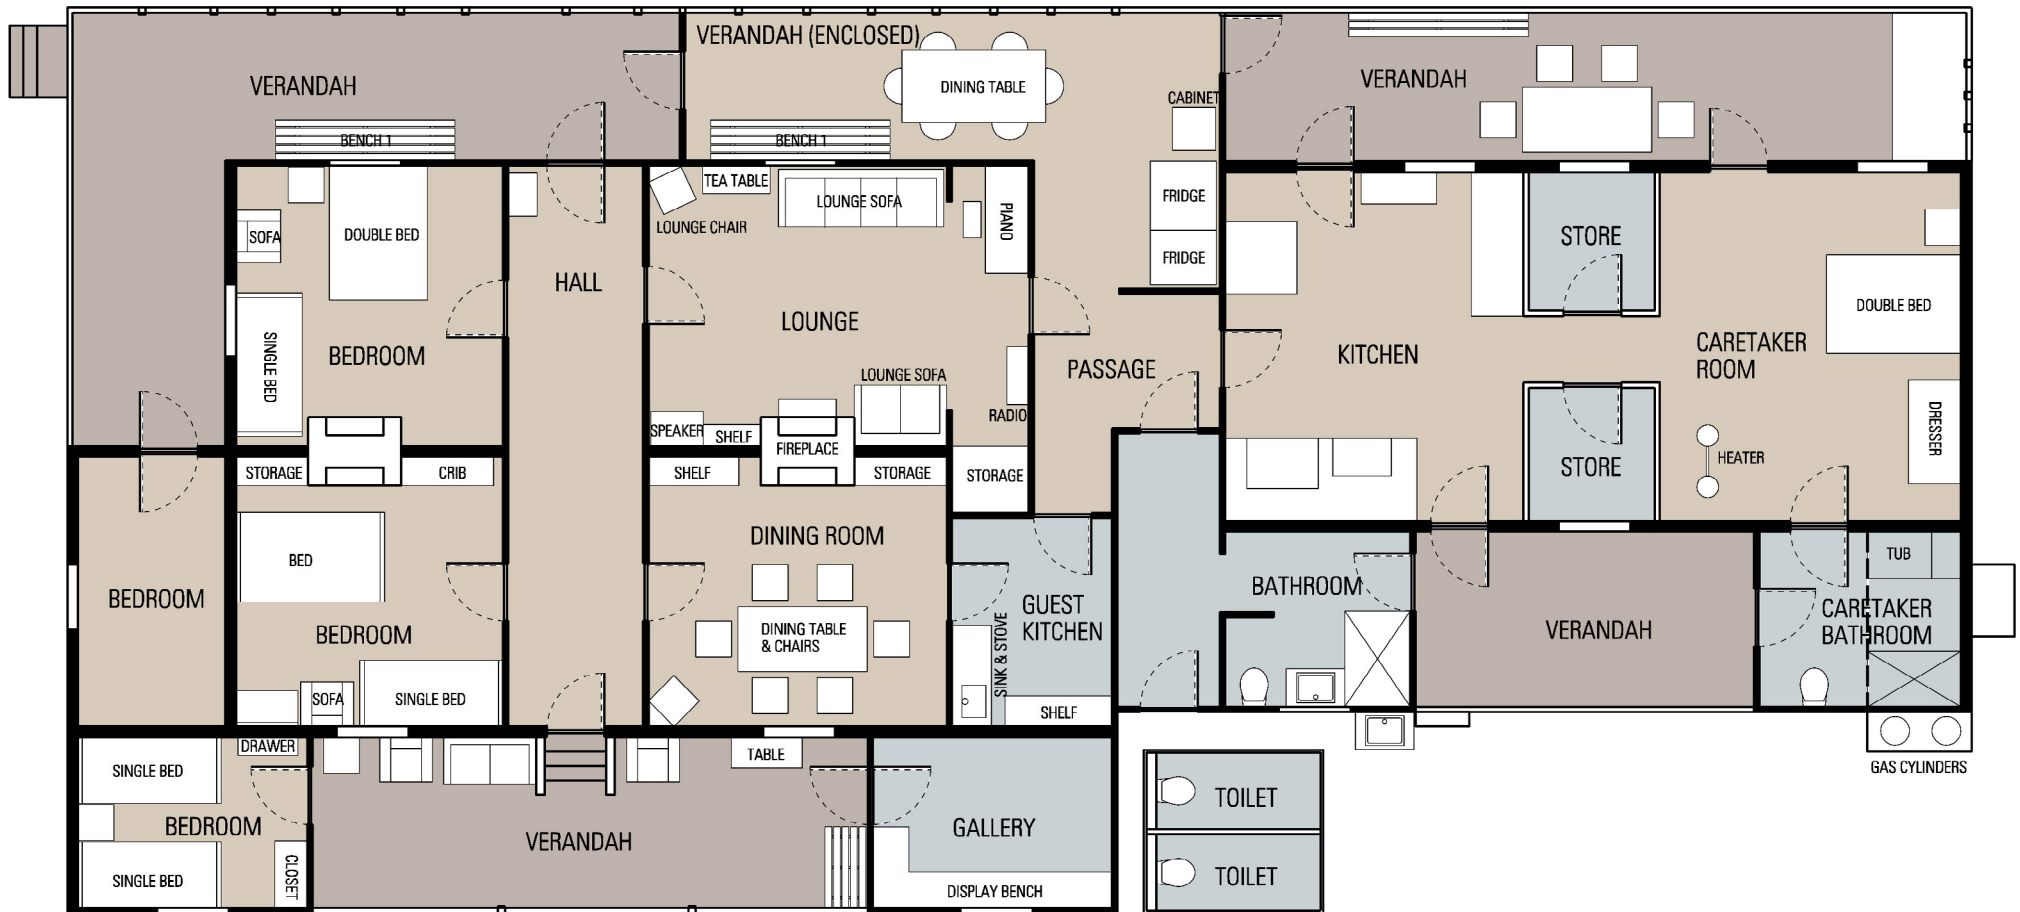 VERANDAH (ENCLOSED)
VERANDAH
DINING TABLE
VERANDAH
CABINET
BENCH 1
BENCH 1
TEA TABLE
LOUNGE SOFA
PIANO
FRIDGE
STORE
LOUNGE CHAIR
SOFA
DOUBLE BED
FRIDGE
HALL
DOUBLE BED
LOUNGE
SINGLE BED
BEDROOM
PASSAGE
KITCHEN
CARETAKER
ROOM
LOUNGE SOFA
RADIO
DRESSER
SPEAKER
SHELF
FIREPLACE
HEATER
STORE
STORAGE
CRIB
SHELF
STORAGE
STORAGE
DINING ROOM
BED
TUB
BATHROOM
BEDROOM
GUEST
KITCHEN
CARETAKER
BATHROOM
BEDROOM
DINING TABLE
& CHAIRS
VERANDAH
SINK & STOVE
SOFA
SINGLE BED
SHELF
DRAWER
TABLE
SINGLE BED
GAS CYLINDERS
TOILET
BEDROOM
VERANDAH
GALLERY
CLOSET
SINGLE BED
DISPLAY BENCH
TOILET